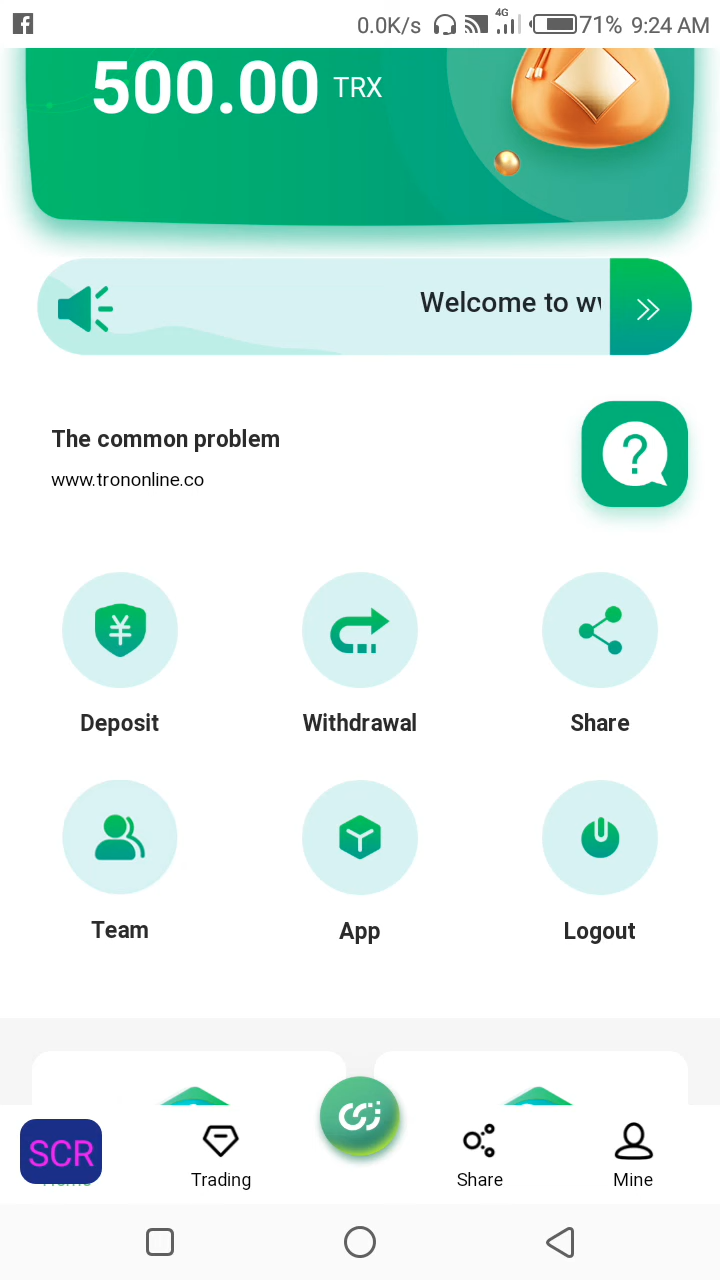 0.0K/s 4G 71% 9:24 AM
500.00 TRX
Welcome to
The common problem
www.trononline.co
Deposit Withdrawal Share
Team App Logout
SCR
Trading Share Mine